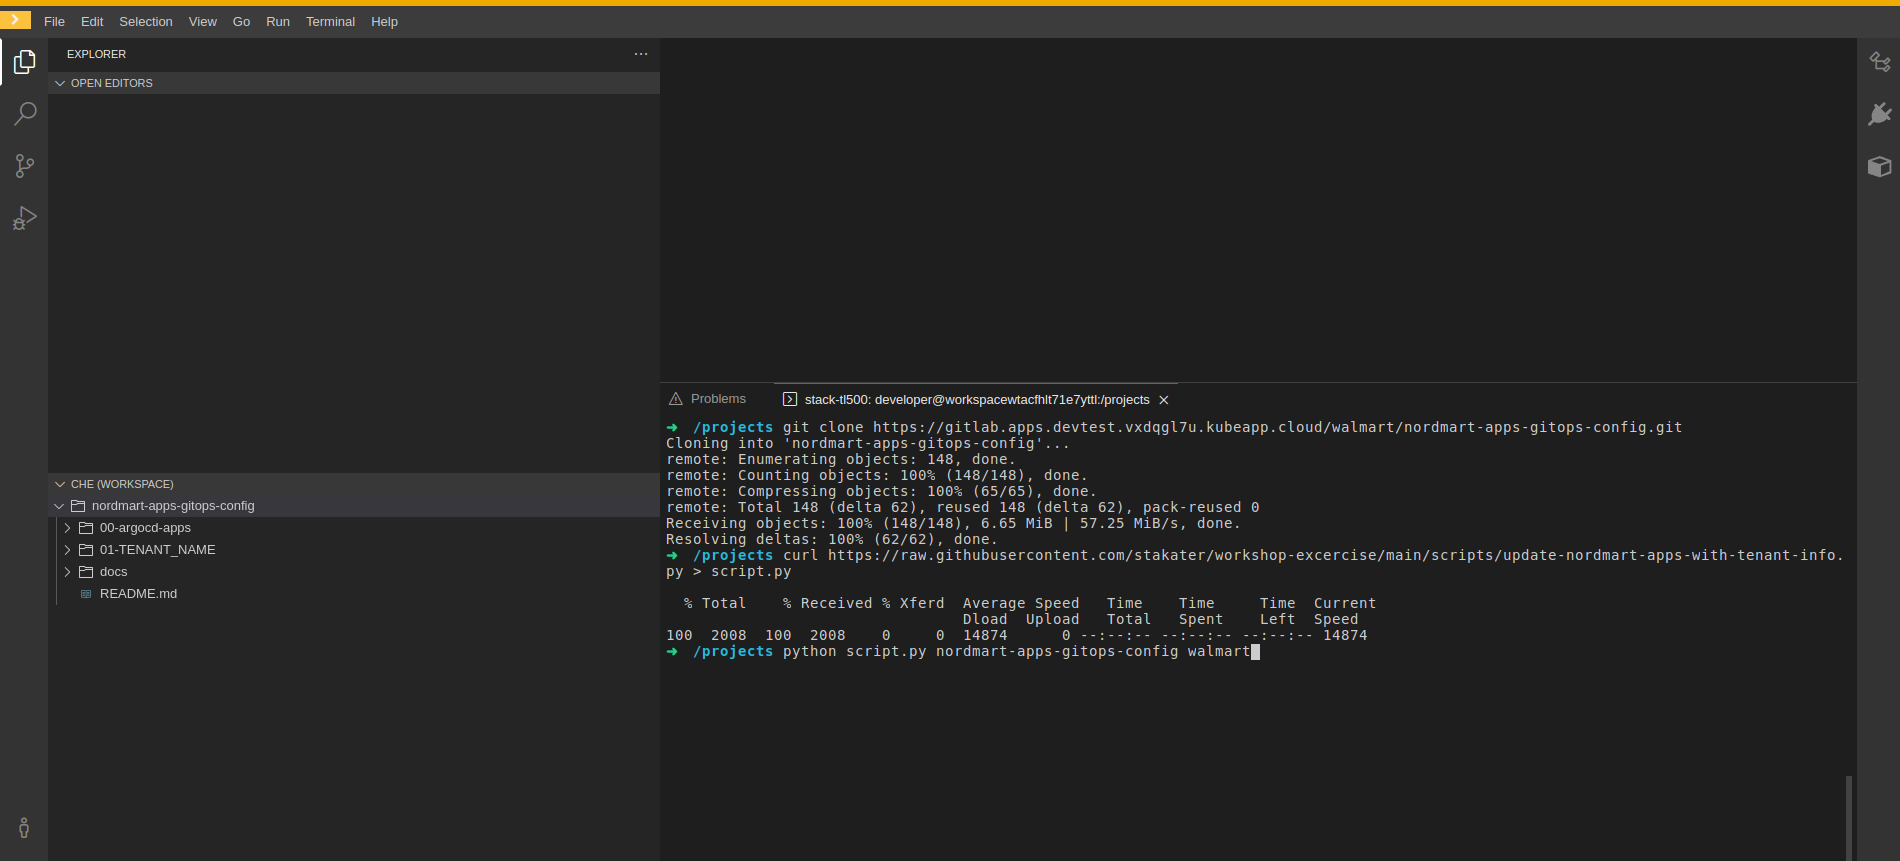 File Edit Selection View Go Run Terminal Help
EXPLORER
OPEN EDITORS
CHE (WORKSPACE)
nordmart-apps-gitops-config
00-argocd-apps
01-TENANT_NAME
docs
README.md
Problems
stack-tl500: developer@workspacewtacfhlt71e7yttl:/projects
➜ /projects git clone https://gitlab.apps.devtest.vxdqgl7u.kubeapp.cloud/walmart/nordmart-apps-gitops-config.git
Cloning into 'nordmart-apps-gitops-config'...
remote: Enumerating objects: 148, done.
remote: Counting objects: 100% (148/148), done.
remote: Compressing objects: 100% (65/65), done.
remote: Total 148 (delta 62), reused 148 (delta 62), pack-reused 0
Receiving objects: 100% (148/148), 6.65 MiB | 57.25 MiB/s, done.
Resolving deltas: 100% (62/62), done.
➜ /projects curl https://raw.githubusercontent.com/stakater/workshop-excercise/main/scripts/update-nordmart-apps-with-tenant-info.
py > script.py
% Total % Received % Xferd Average Speed Time Time Time Current
Dload Upload Total Spent Left Speed
100 2008 100 2008 0 0 14874 0 --:--:-- --:--:-- --:--:-- 14874
➜ /projects python script.py nordmart-apps-gitops-config walmart